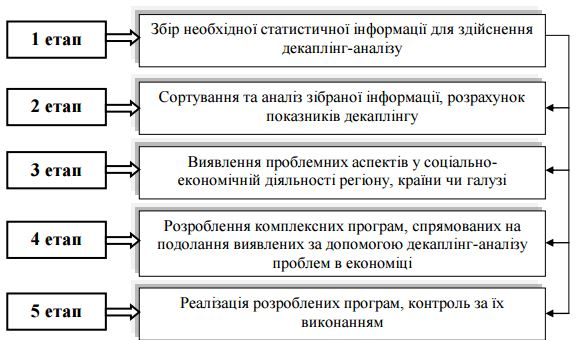 1 етап
Збір необхідної статистичної інформації для здійснення
декаплінг-аналізу
2 етап
Сортування та аналіз зібраної інформації, розрахунок
показників декаплінгу
3 етап
Виявлення проблемних аспектів у соціально-
економічній діяльності регіону, країни чи галузі
4 етап
Розроблення комплексних програм, спрямованих на
подолання виявлених за допомогою декаплінг-аналізу
проблем в економіці
5 етап
Реалізація розроблених програм, контроль за їх
виконанням